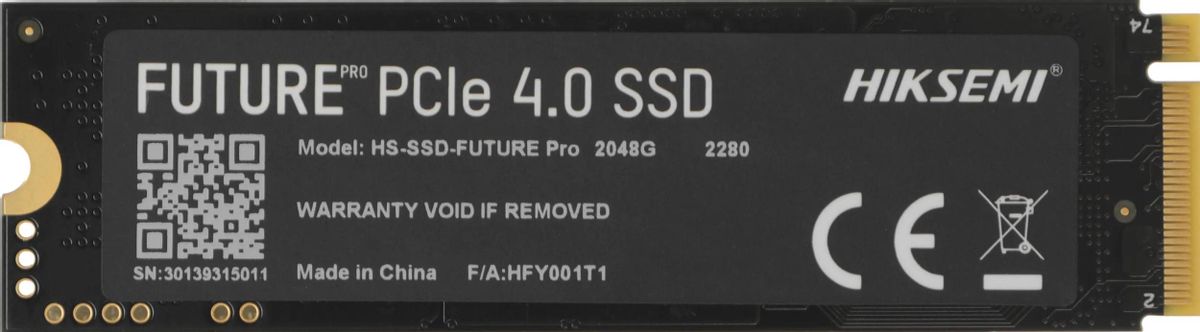 FUTURE PRO PCIe 4.0 SSD
HIKSEMI®
Model: HS-SSD-FUTURE Pro 2048G 2280
WARRANTY VOID IF REMOVED
SN:30139315011
Made in China F/A:HFY001T1
CE
74
2